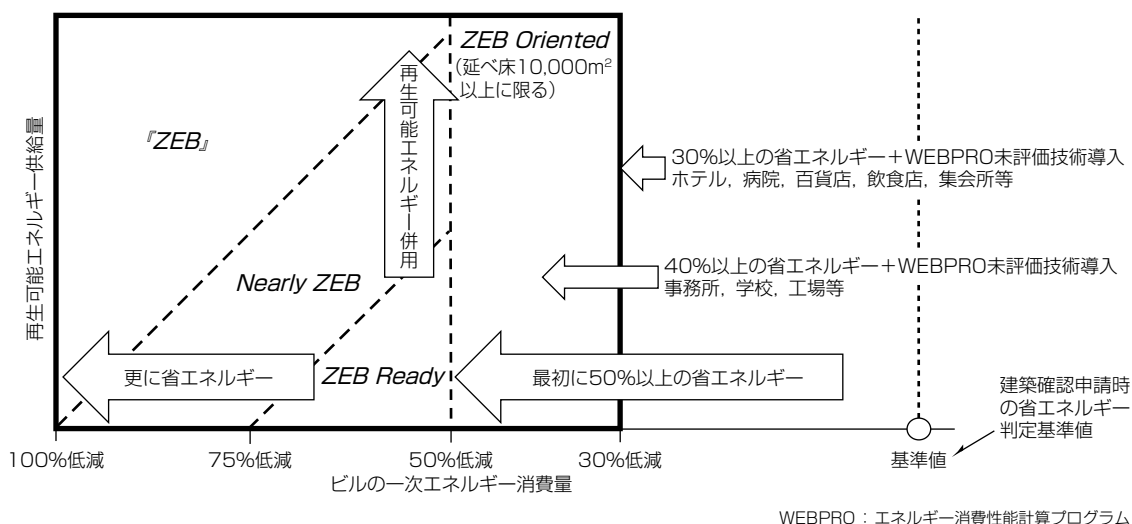 ZEB Oriented
（延べ床10,000m²
以上に限る）
再生可能エネルギー供給量
『ZEB』
再生可能エネルギー併用
30%以上の省エネルギー＋WEBPRO未評価技術導入
ホテル，病院，百貨店，飲食店，集会所等
40%以上の省エネルギー＋WEBPRO未評価技術導入
事務所，学校，工場等
Nearly ZEB
更に省エネルギー
ZEB Ready
最初に50%以上の省エネルギー
建築確認申請時
の省エネルギー
判定基準値
100%低減
75%低減
50%低減
30%低減
基準値
ビルの一次エネルギー消費量
WEBPRO：エネルギー消費性能計算プログラム